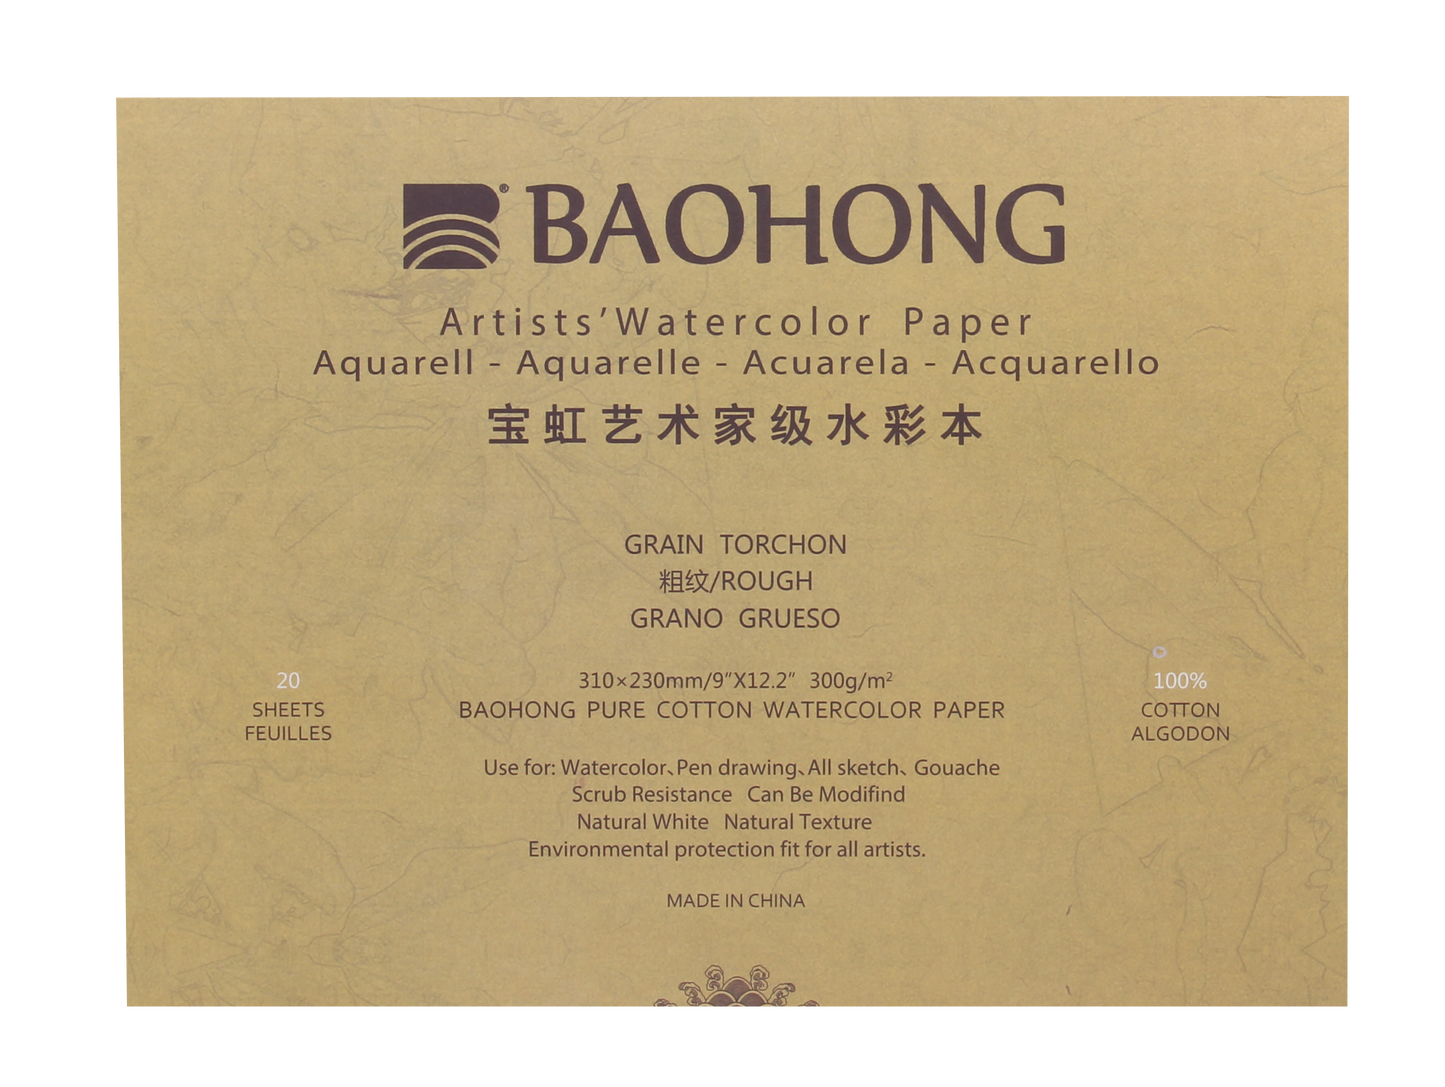 ® BAOHONG
Artists’Watercolor Paper
Aquarell - Aquarelle - Acuarela - Acquarello
宝虹艺术家级水彩本
GRAIN TORCHON
粗纹/ROUGH
GRANO GRUESO
310×230mm/9"X12.2" 300g/m²
BAOHONG PURE COTTON WATERCOLOR PAPER
20
SHEETS
FEUILLES
100%
COTTON
ALGODON
Use for: Watercolor、Pen drawing、All sketch、Gouache
Scrub Resistance Can Be Modifind
Natural White Natural Texture
Environmental protection fit for all artists.
MADE IN CHINA